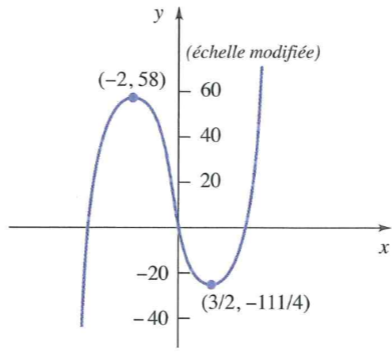 y
(échelle modifiée)
(−2, 58)
60
40
20
x
−20
(3/2, −111/4)
−40